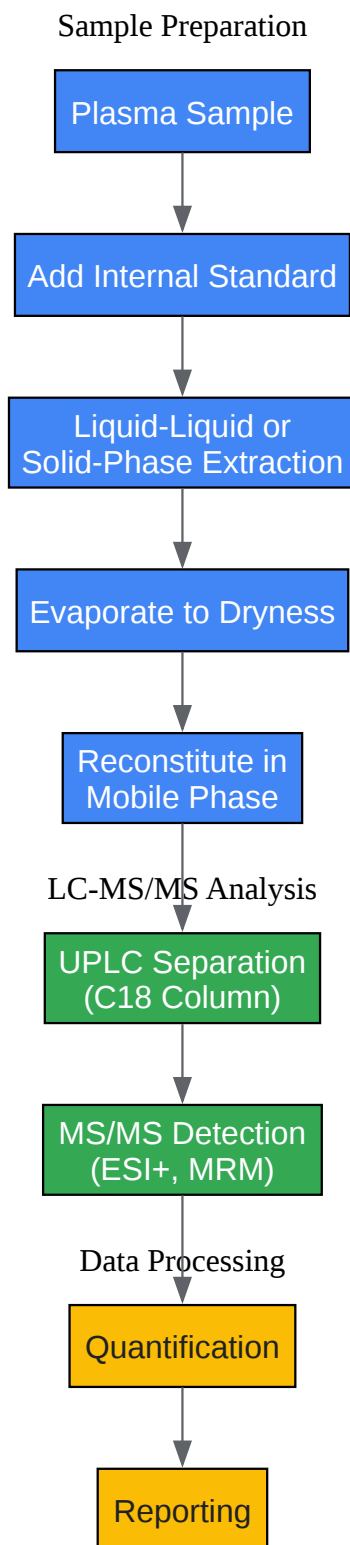 Sample Preparation
Plasma Sample
Add Internal Standard
Liquid-Liquid or
Solid-Phase Extraction
Evaporate to Dryness
Reconstitute in
Mobile Phase
LC-MS/MS Analysis
UPLC Separation
(C18 Column)
MS/MS Detection
(ESI+, MRM)
Data Processing
Quantification
Reporting